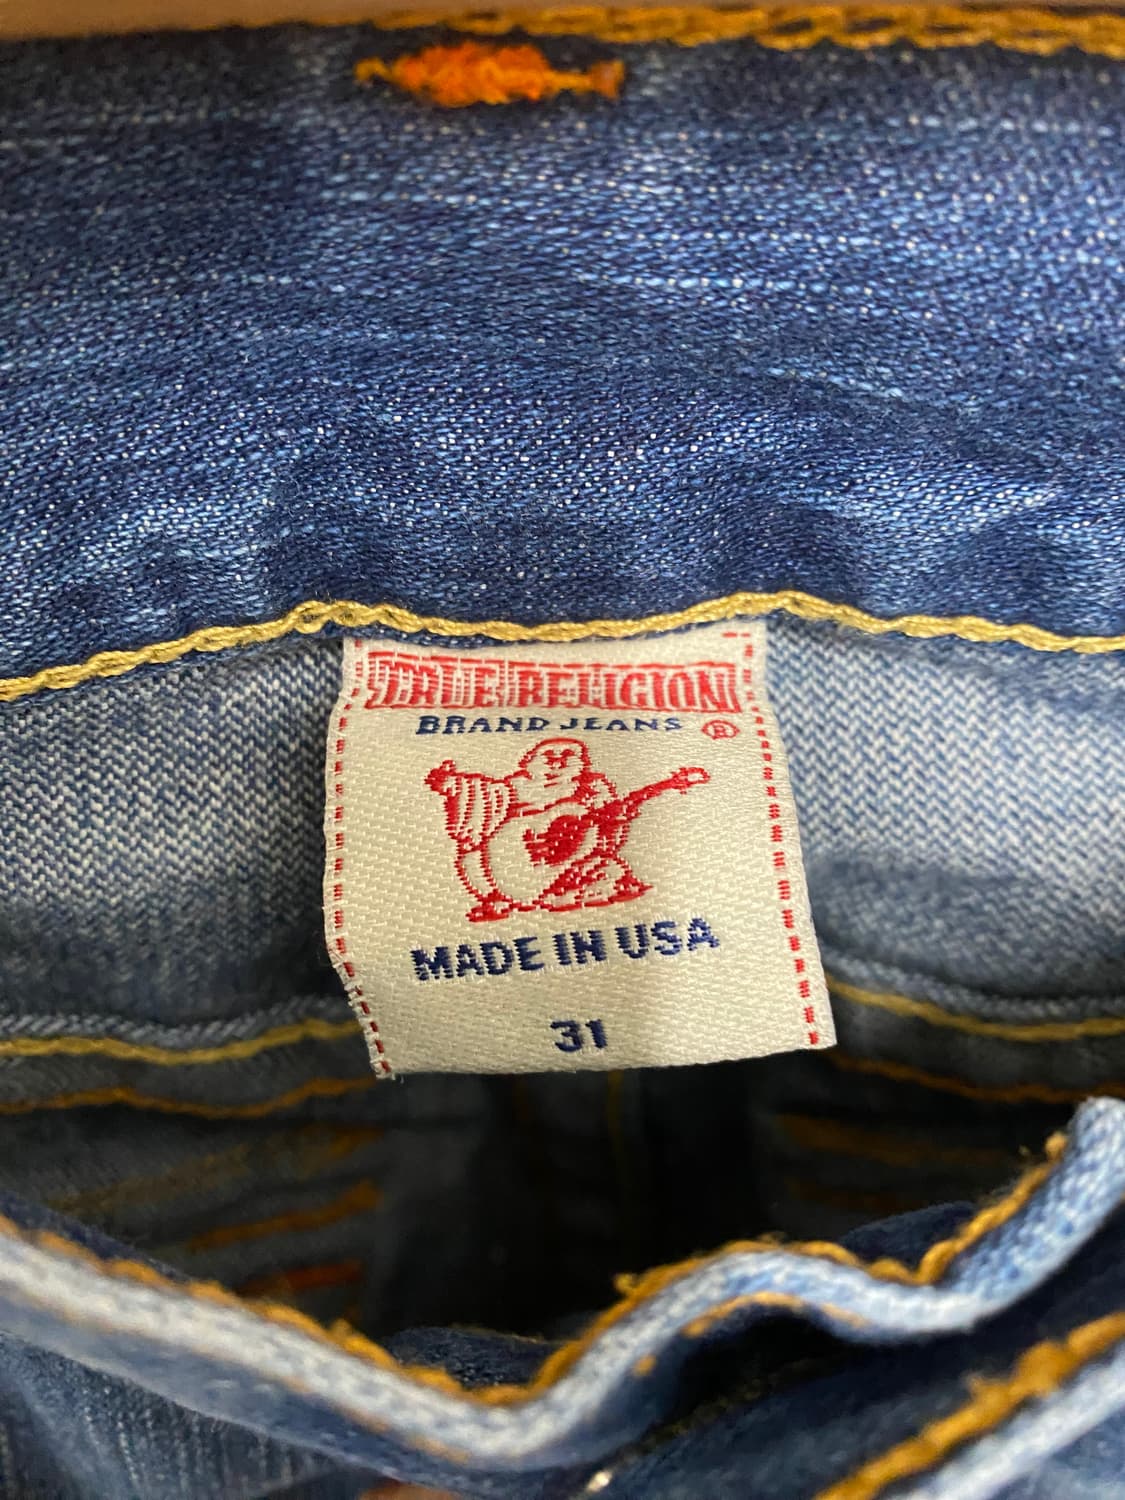 TRUE RELIGION
BRAND JEANS ®
MADE IN USA
31